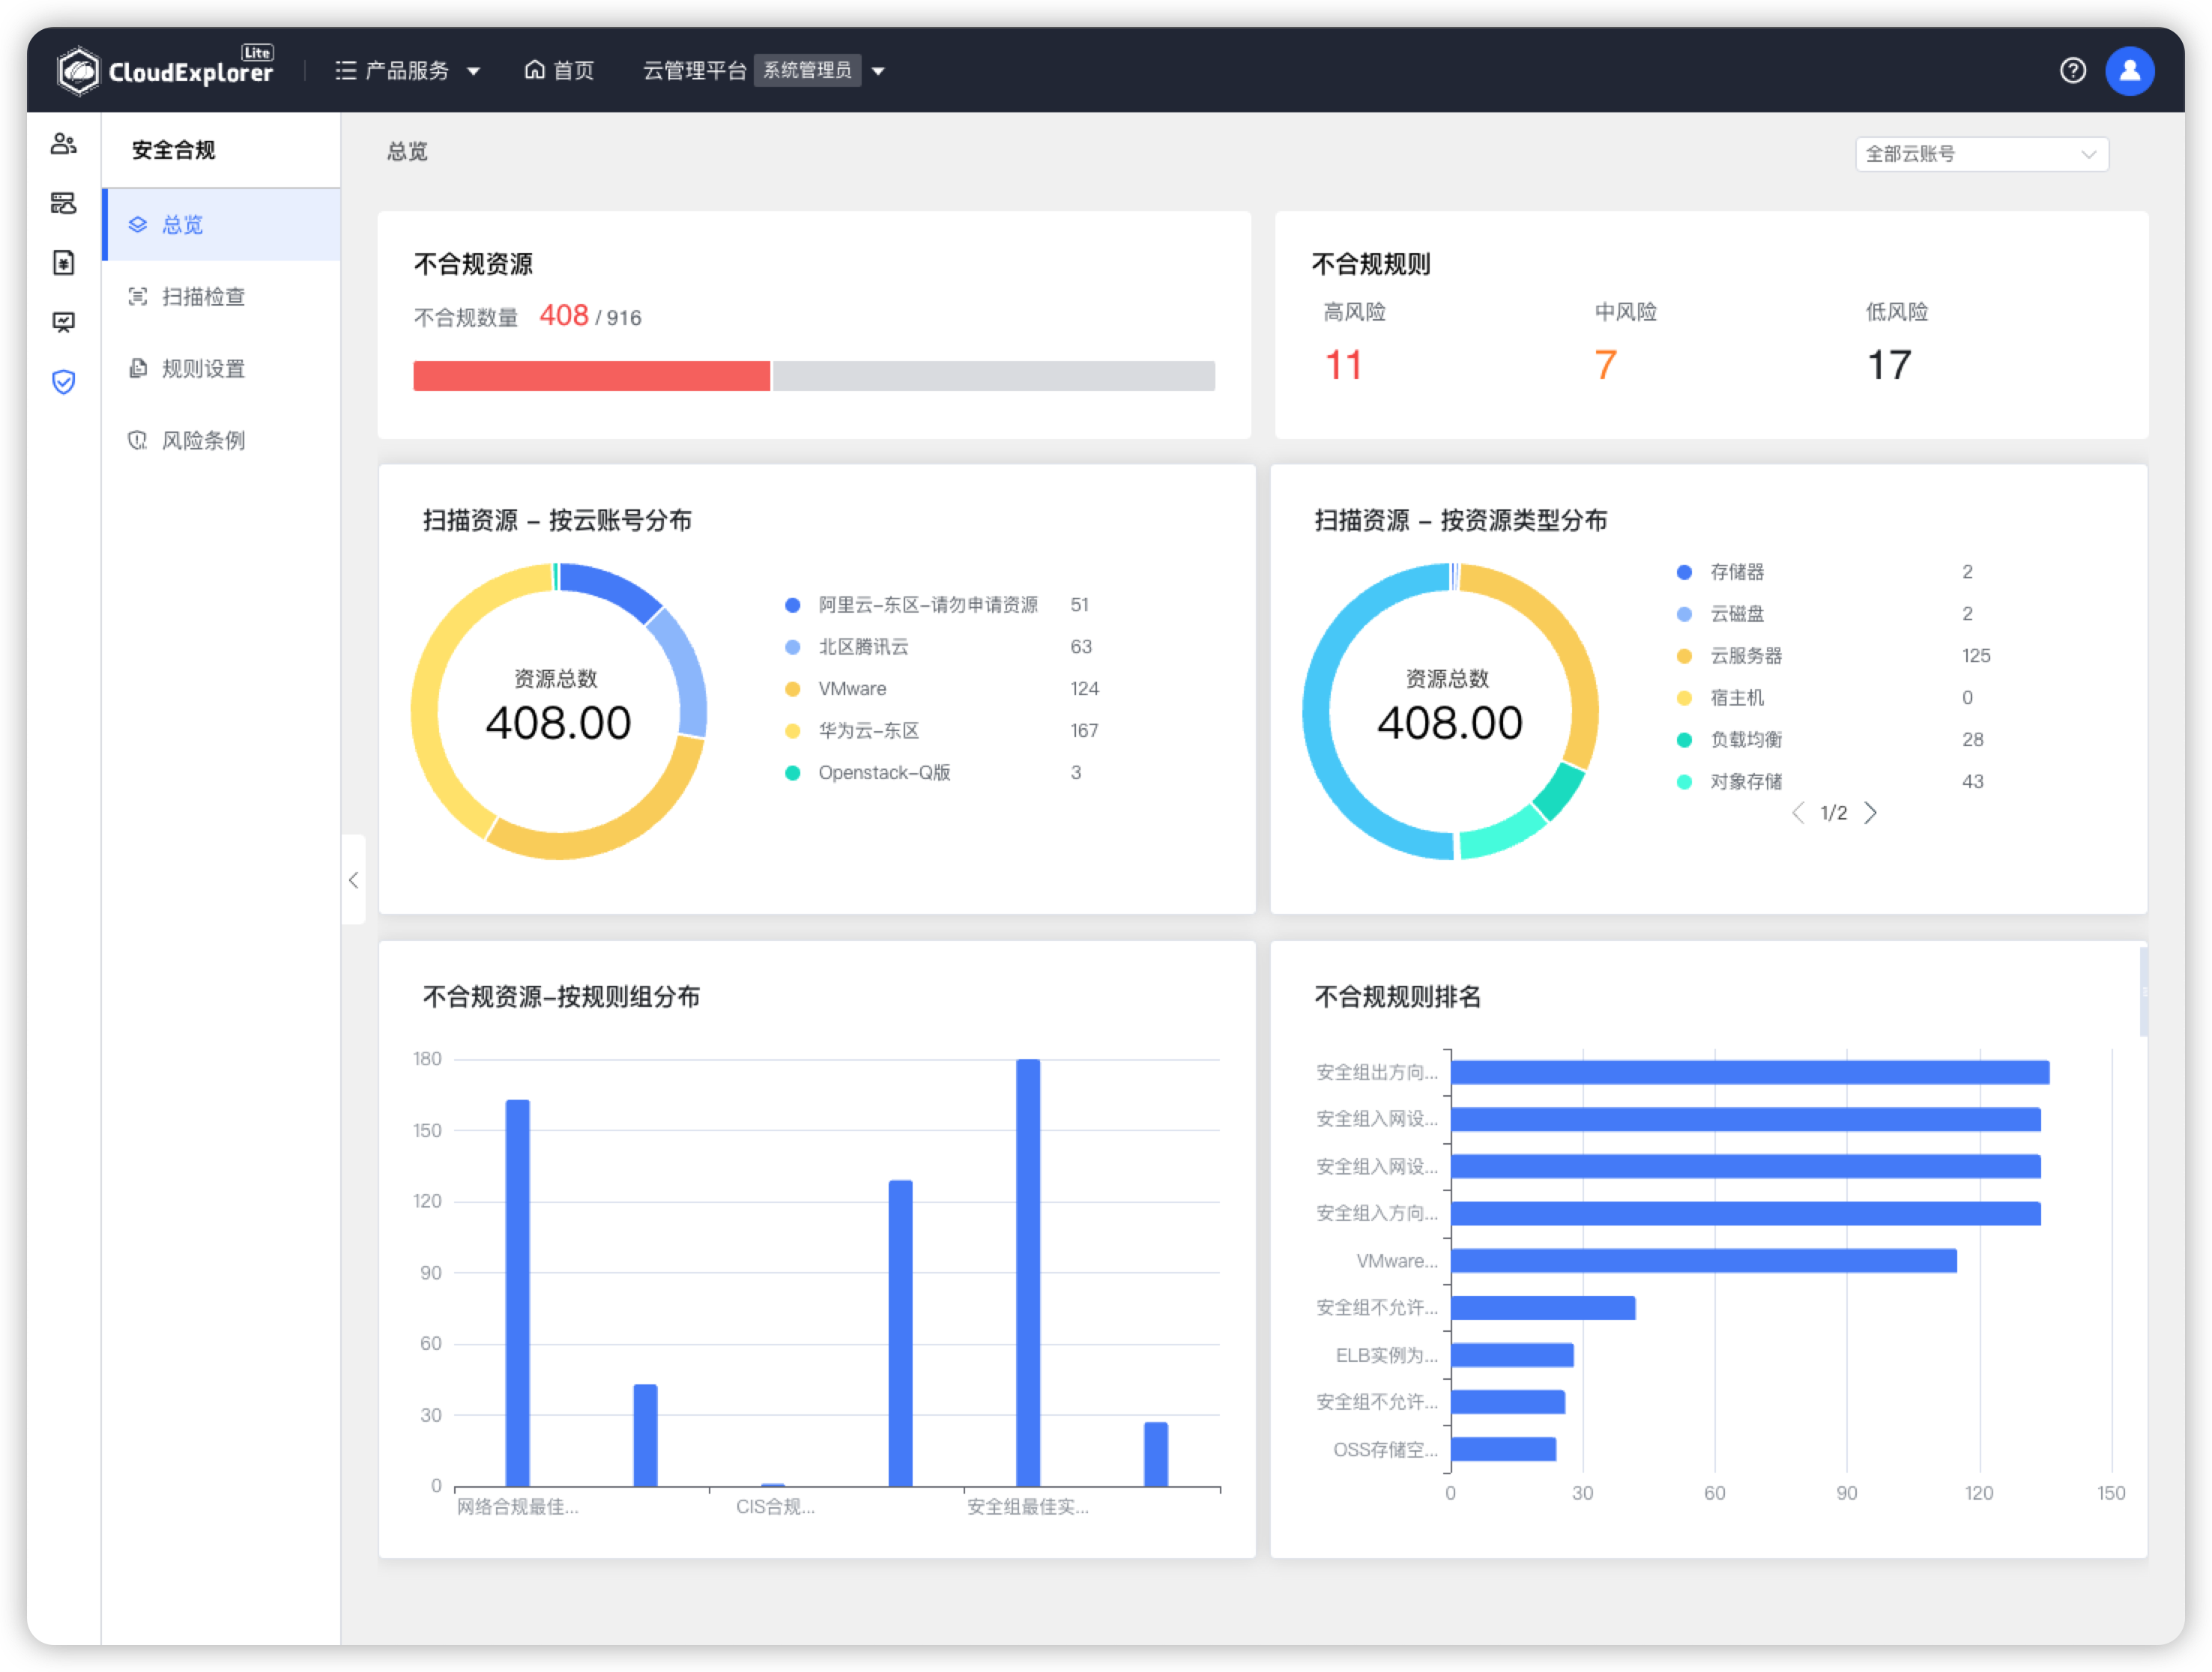 CloudExplorer Lite
产品服务
首页
云管理平台 系统管理员
安全合规
总览
扫描检查
规则设置
风险条例
总览
全部云账号
不合规资源
不合规数量 408 / 916
不合规规则
高风险 中风险 低风险
11 7 17
扫描资源 – 按云账号分布
资源总数
408.00
阿里云–东区–请勿申请资源 51
北区腾讯云 63
VMware 124
华为云–东区 167
Openstack–Q版 3
扫描资源 – 按资源类型分布
资源总数
408.00
存储器 2
云磁盘 2
云服务器 125
宿主机 0
负载均衡 28
对象存储 43
1/2
不合规资源–按规则组分布
180
150
120
90
60
30
0
网络合规最佳... CIS合规... 安全组最佳实...
不合规规则排名
安全组出方向...
安全组入网设...
安全组入网设...
安全组入方向...
VMware...
安全组不允许...
ELB实例为...
安全组不允许...
OSS存储空...
0 30 60 90 120 150